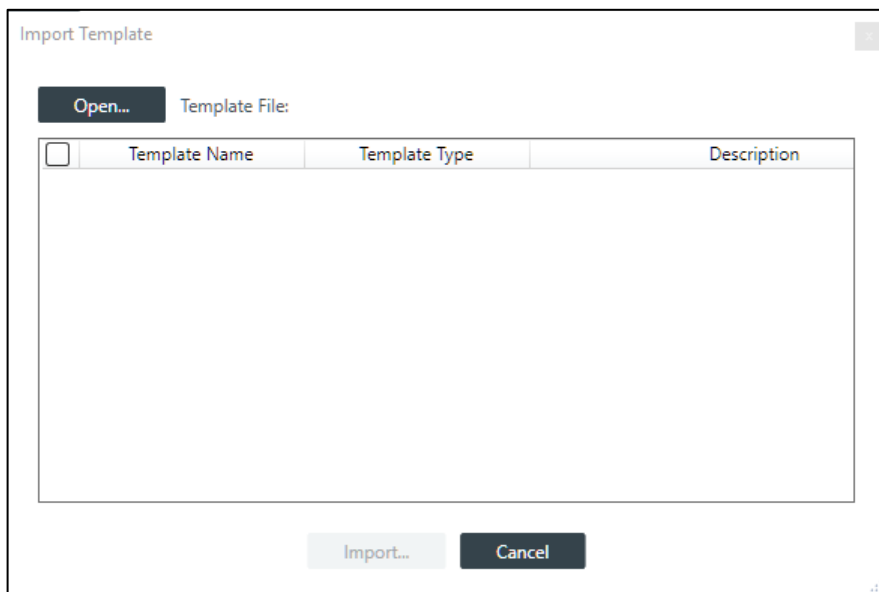 Import Template
Open... Template File:
Template Name Template Type Description
Import... Cancel